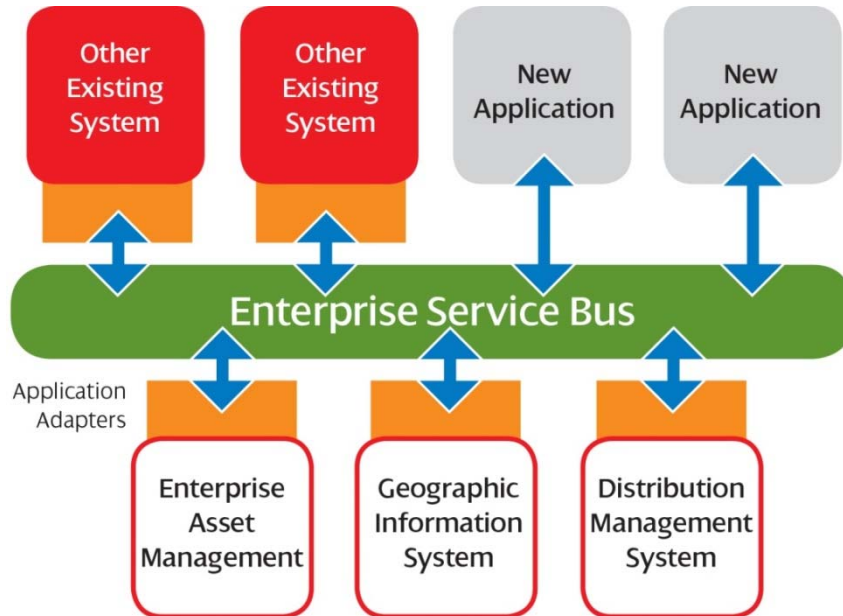 Other
Existing
System
Other
Existing
System
New
Application
New
Application
Enterprise Service Bus
Application
Adapters
Enterprise
Asset
Management
Geographic
Information
System
Distribution
Management
System